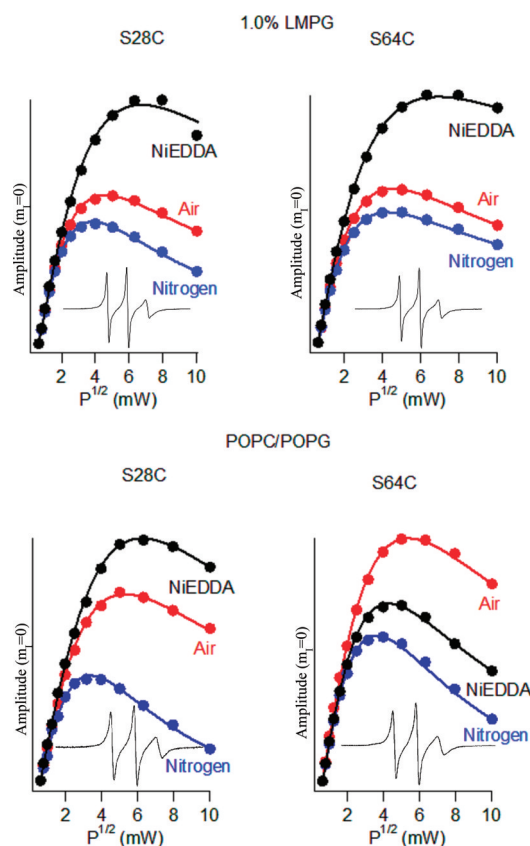 1.0% LMPG
S28C
S64C
Amplitude (mI=0)
NiEDDA
Air
Nitrogen
2 4 6 8 10
P1/2 (mW)
Amplitude (mI=0)
NiEDDA
Air
Nitrogen
2 4 6 8 10
P1/2 (mW)
POPC/POPG
S28C
S64C
Amplitude (mI=0)
NiEDDA
Air
Nitrogen
2 4 6 8 10
P1/2 (mW)
Amplitude (mI=0)
Air
NiEDDA
Nitrogen
2 4 6 8 10
P1/2 (mW)